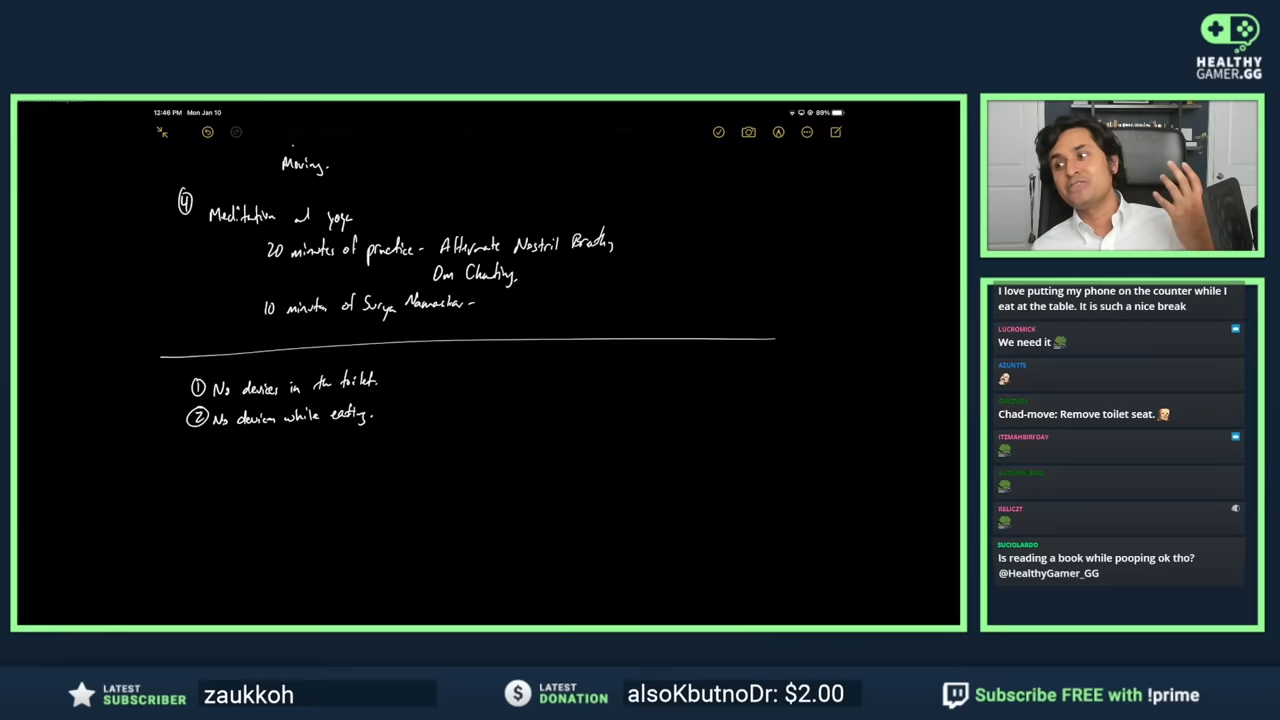 HEALTHY
GAMER.GG
12:46 PM Mon Jan 10
89%
Moving.
4
Meditation and yoga
20 minutes of practice - Alternate Nostril
Om Chanting.
10 minutes of Surya Namaskar -
1 No devices in the toilet.
2 No devices while eating.
I love putting my phone on the counter while I
eat at the table. It is such a nice break
LUCROMICK
We need it
AZUN1TE
Chad-move: Remove toilet seat.
ITZMAHBIRFDAY
RELICZT
SUCIOLARDO
Is reading a book while pooping ok tho?
@HealthyGamer_GG
LATEST
SUBSCRIBER
zaukkoh
$
LATEST
DONATION
alsoKbutnoDr: $2.00
Subscribe FREE with !prime